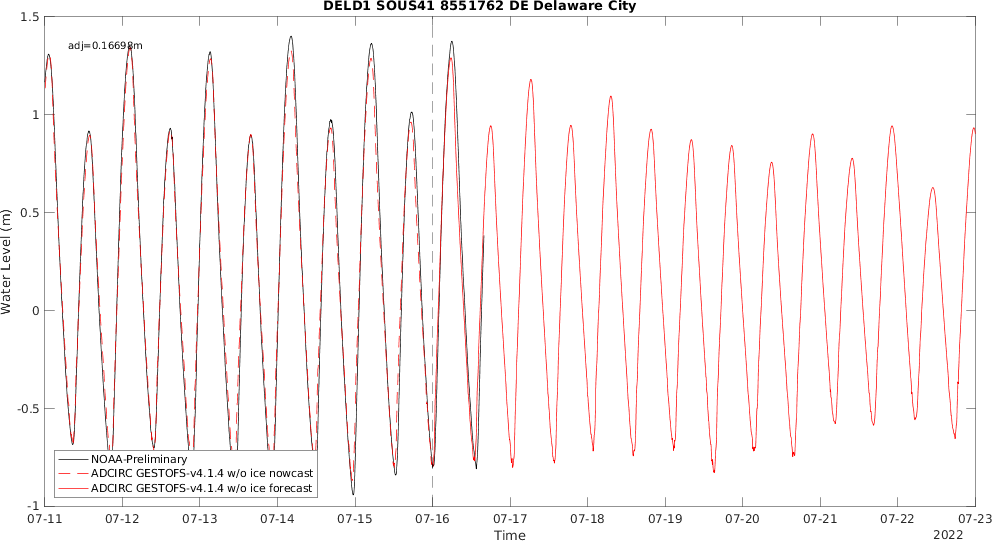 DELD1 SOUS41 8551762 DE Delaware City
adj=0.16698m
Water Level (m)
1.5
1
0.5
0
-0.5
-1
NOAA-Preliminary
ADCIRC GESTOFS-v4.1.4 w/o ice nowcast
ADCIRC GESTOFS-v4.1.4 w/o ice forecast
07-11 07-12 07-13 07-14 07-15 07-16 07-17 07-18 07-19 07-20 07-21 07-22 07-23
Time
2022